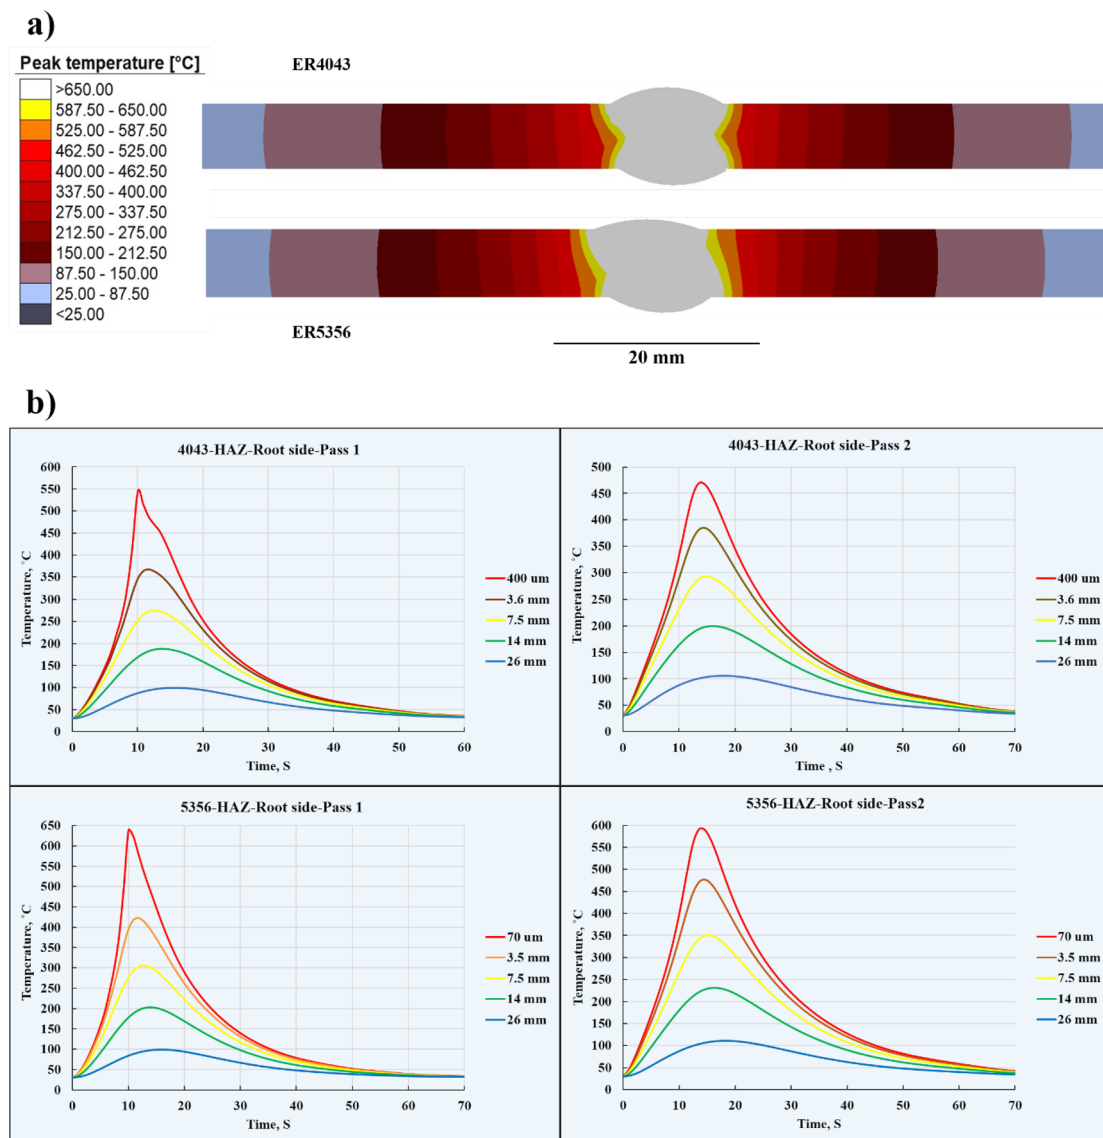 a)
Peak temperature [°C]
>650.00
587.50 - 650.00
525.00 - 587.50
462.50 - 525.00
400.00 - 462.50
337.50 - 400.00
275.00 - 337.50
212.50 - 275.00
150.00 - 212.50
87.50 - 150.00
25.00 - 87.50
<25.00
ER4043
ER5356
20 mm
b)
4043-HAZ-Root side-Pass 1
Temperature, °C
600
550
500
450
400
350
300
250
200
150
100
50
0
0 10 20 30 40 50 60
Time, S
400 um
3.6 mm
7.5 mm
14 mm
26 mm
4043-HAZ-Root side-Pass 2
Temperature, °C
500
450
400
350
300
250
200
150
100
50
0
0 10 20 30 40 50 60 70
Time , S
400 um
3.6 mm
7.5 mm
14 mm
26 mm
5356-HAZ-Root side-Pass 1
Temperature, °C
650
600
550
500
450
400
350
300
250
200
150
100
50
0
0 10 20 30 40 50 60 70
Time, S
70 um
3.5 mm
7.5 mm
14 mm
26 mm
5356-HAZ-Root side-Pass2
Temperature, °C
600
550
500
450
400
350
300
250
200
150
100
50
0
0 10 20 30 40 50 60 70
Time, S
70 um
3.5 mm
7.5 mm
14 mm
26 mm